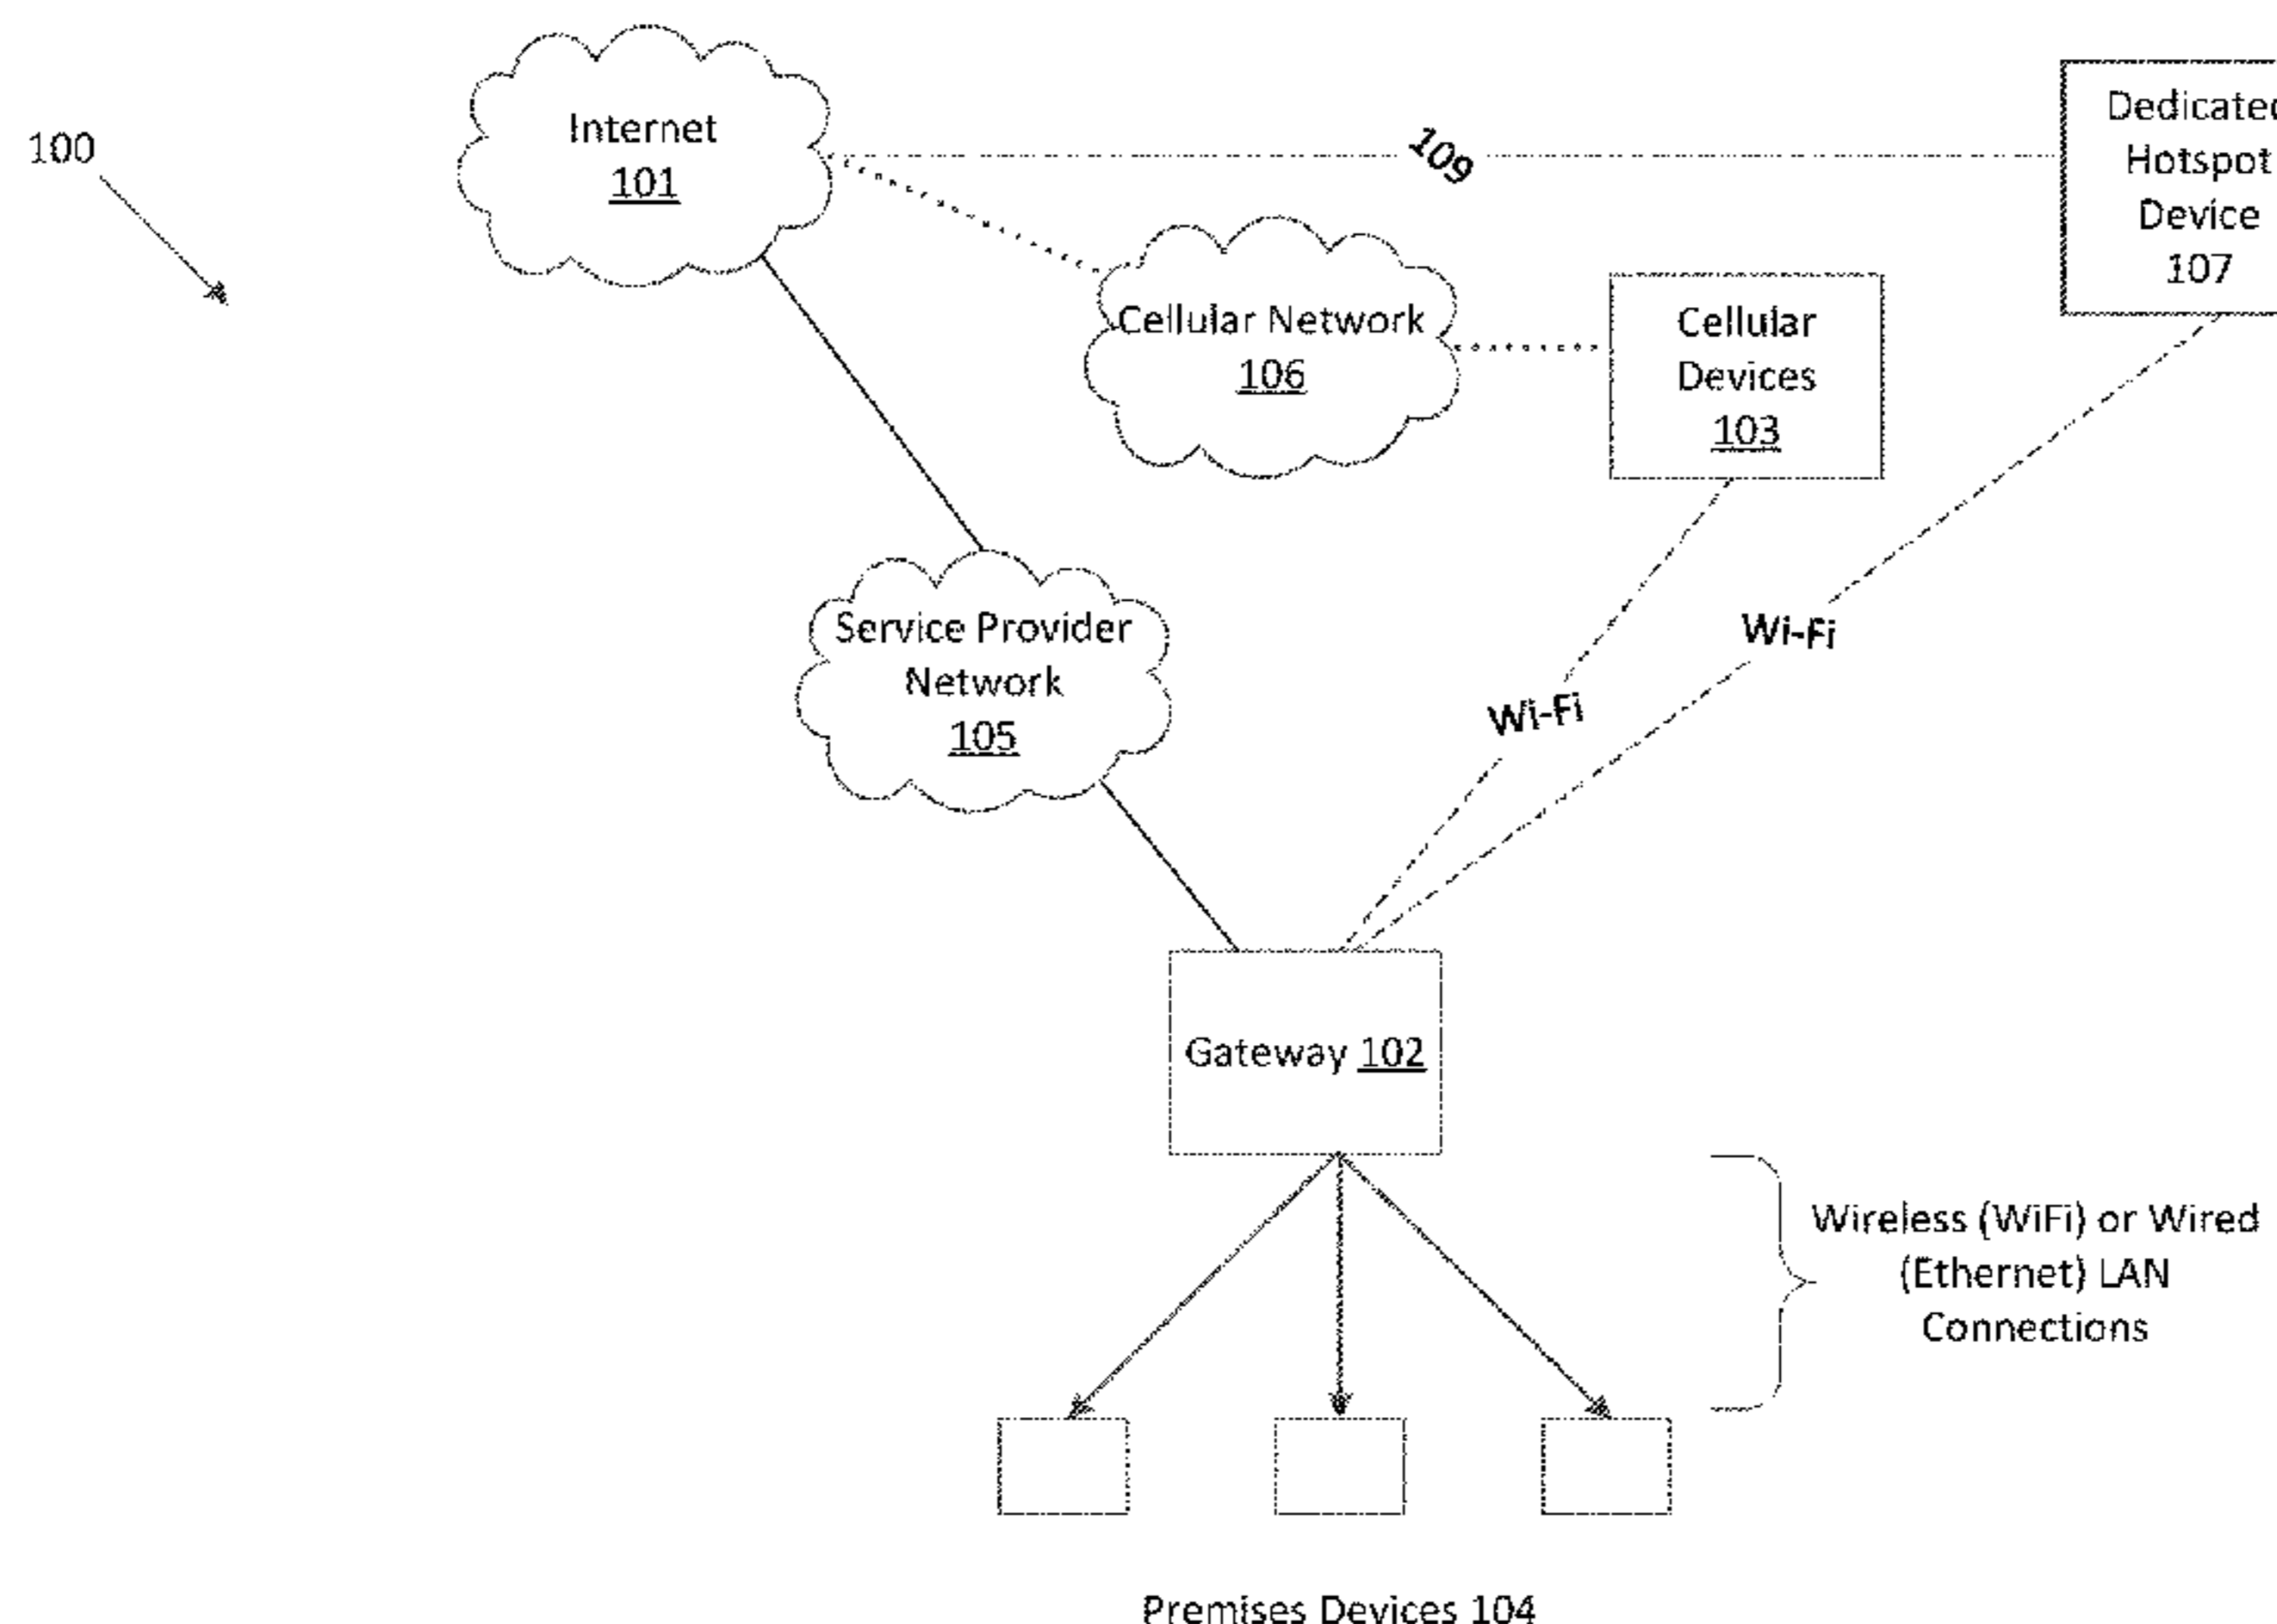 100
Internet
101
109
Dedicated
Hotspot
Device
107
Cellular Network
106
Cellular
Devices
103
Service Provider
Network
105
Wi-Fi
Wi-Fi
Gateway 102
Wireless (WiFi) or Wired
(Ethernet) LAN
Connections
Premises Devices 104